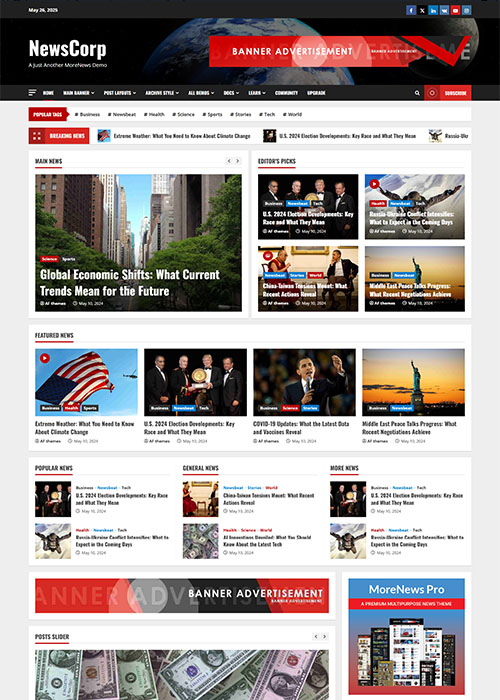 May 26, 2025
NewsCorp
A Just Another MoreNews Demo
BANNER ADVERTISEMENT
BANNER ADVERTISEMENT
HOME MAIN BANNER POST LAYOUTS ARCHIVE STYLE ALL DEMOS DOCS LEARN COMMUNITY UPGRADE SUBSCRIBE
POPULAR TAGS # Business # Newsbeat # Health # Science # Sports # Stories # Tech # World
BREAKING NEWS Extreme Weather: What You Need to Know About Climate Change U.S. 2024 Election Developments: Key Race and What They Mean Russia-Ukr
MAIN NEWS
Science Sports
Global Economic Shifts: What Current
Trends Mean for the Future
AF themes May 10, 2024
EDITOR'S PICKS
Business Newsbeat Tech
U.S. 2024 Election Developments: Key
Race and What They Mean
AF themes May 10, 2024
Health Newsbeat Tech
Russia-Ukraine Conflict Intensifies:
What to Expect in the Coming Days
AF themes May 10, 2024
Newsbeat Stories World
China-Taiwan Tensions Mount: What
Recent Actions Reveal
AF themes May 10, 2024
Business Newsbeat
Middle East Peace Talks Progress:
What Recent Negotiations Achieve
AF themes May 10, 2024
FEATURED NEWS
Business Health Sports
Extreme Weather: What You Need to Know
About Climate Change
AF themes May 10, 2024
Business Newsbeat Tech
U.S. 2024 Election Developments: Key
Race and What They Mean
AF themes May 10, 2024
Business Science Stories
COVID-19 Updates: What the Latest Data
and Vaccines Reveal
AF themes May 10, 2024
Business Newsbeat
Middle East Peace Talks Progress: What
Recent Negotiations Achieve
AF themes May 10, 2024
POPULAR NEWS
Business Newsbeat Tech
U.S. 2024 Election Developments: Key Race
and What They Mean
May 10, 2024
Health Newsbeat Tech
Russia-Ukraine Conflict Intensifies: What to
Expect in the Coming Days
May 10, 2024
GENERAL NEWS
Newsbeat Stories World
China-Taiwan Tensions Mount: What Recent
Actions Reveal
May 10, 2024
Health Science World
AI Innovations Unveiled: What You Should
Know About the Latest Tech
May 10, 2024
MORE NEWS
Business Newsbeat Tech
U.S. 2024 Election Developments: Key Race
and What They Mean
May 10, 2024
Health Newsbeat Tech
Russia-Ukraine Conflict Intensifies: What to
Expect in the Coming Days
May 10, 2024
BANNER ADVERTISEMENT
BANNER ADVERTISEMENT
MoreNews Pro
A PREMIUM MULTIPURPOSE NEWS THEME
POSTS SLIDER